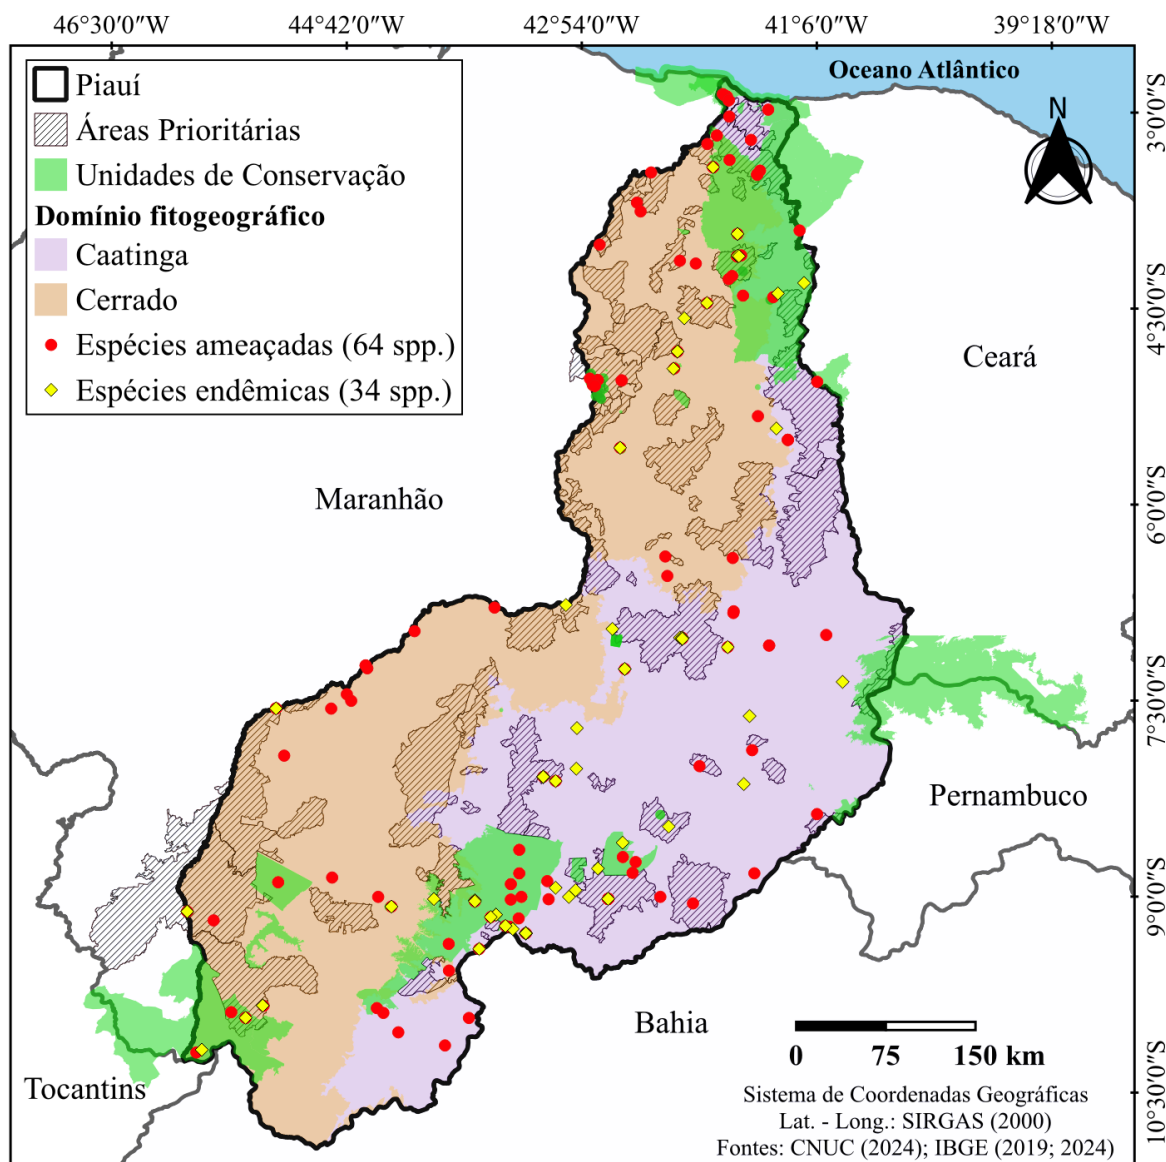 46°30′0″W 44°42′0″W 42°54′0″W 41°6′0″W 39°18′0″W
Oceano Atlântico
Piauí
Áreas Prioritárias
Unidades de Conservação
Domínio fitogeográfico
Caatinga
Cerrado
Espécies ameaçadas (64 spp.)
Espécies endêmicas (34 spp.)
N
3°0′0″S
4°30′0″S
Ceará
Maranhão
6°0′0″S
7°30′0″S
Pernambuco
9°0′0″S
Bahia
Tocantins
10°30′0″S
0 75 150 km
Sistema de Coordenadas Geográficas
Lat. - Long.: SIRGAS (2000)
Fontes: CNUC (2024); IBGE (2019; 2024)